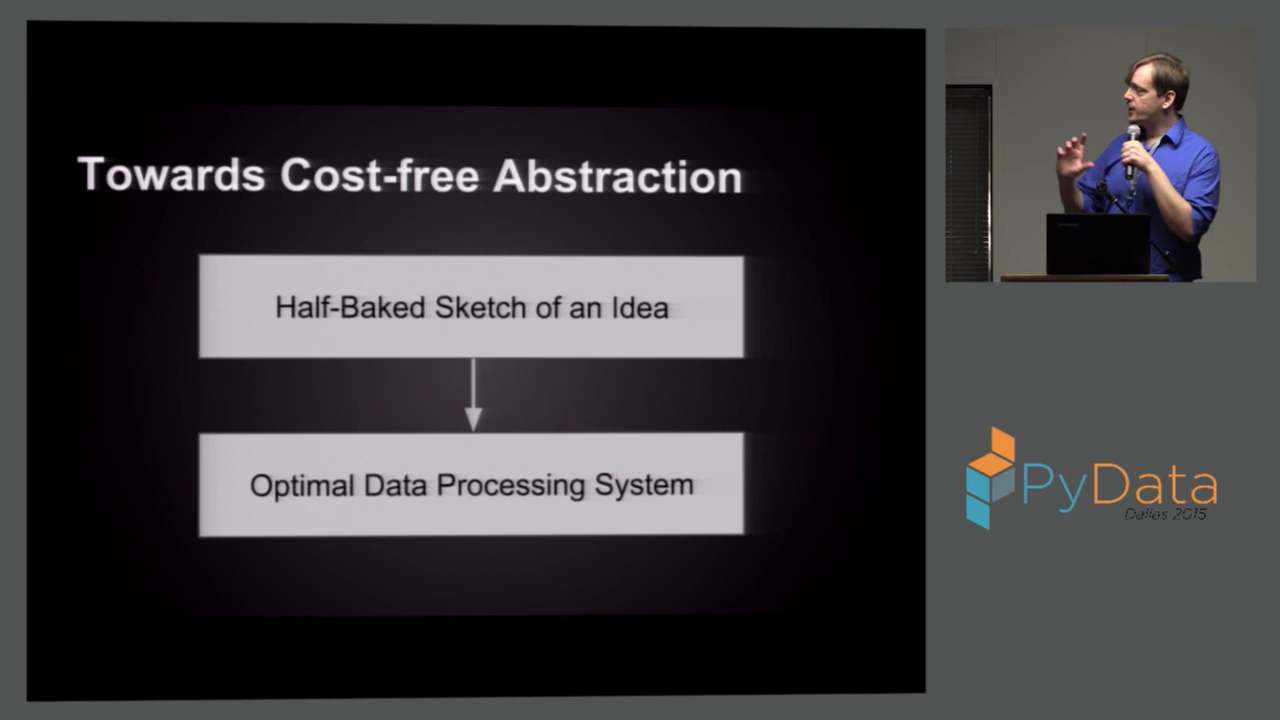 Towards Cost-free Abstraction
Half-Baked Sketch of an Idea
Optimal Data Processing System
PyData
Dallas 2015